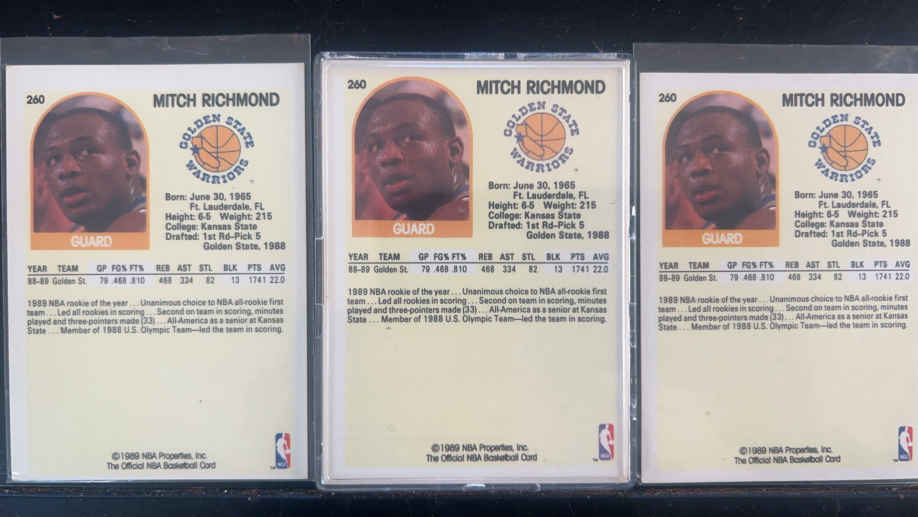 260
MITCH RICHMOND
GOLDEN STATE
WARRIORS
Born: June 30, 1965
Ft. Lauderdale, FL
Height: 6-5 Weight: 215
College: Kansas State
Drafted: 1st Rd-Pick 5
Golden State, 1988
GUARD
YEAR TEAM GP FG% FT% REB AST STL BLK PTS AVG
88-89 Golden St. 79 .468 .810 468 334 82 13 1741 22.0
1989 NBA rookie of the year . . . Unanimous choice to NBA all-rookie first
team . . . Led all rookies in scoring . . . Second on team in scoring, minutes
played and three-pointers made (33) . . . All-America as a senior at Kansas
State . . . Member of 1988 U.S. Olympic Team—led the team in scoring.
©1989 NBA Properties, Inc.
The Official NBA Basketball Card
260
MITCH RICHMOND
GOLDEN STATE
WARRIORS
Born: June 30, 1965
Ft. Lauderdale, FL
Height: 6-5 Weight: 215
College: Kansas State
Drafted: 1st Rd-Pick 5
Golden State, 1988
GUARD
YEAR TEAM GP FG% FT% REB AST STL BLK PTS AVG
88-89 Golden St. 79 .468 .810 468 334 82 13 1741 22.0
1989 NBA rookie of the year . . . Unanimous choice to NBA all-rookie first
team . . . Led all rookies in scoring . . . Second on team in scoring, minutes
played and three-pointers made (33) . . . All-America as a senior at Kansas
State . . . Member of 1988 U.S. Olympic Team—led the team in scoring.
©1989 NBA Properties, Inc.
The Official NBA Basketball Card
260
MITCH RICHMOND
GOLDEN STATE
WARRIORS
Born: June 30, 1965
Ft. Lauderdale, FL
Height: 6-5 Weight: 215
College: Kansas State
Drafted: 1st Rd-Pick 5
Golden State, 1988
GUARD
YEAR TEAM GP FG% FT% REB AST STL BLK PTS AVG
88-89 Golden St. 79 .468 .810 468 334 82 13 1741 22.0
1989 NBA rookie of the year . . . Unanimous choice to NBA all-rookie first
team . . . Led all rookies in scoring . . . Second on team in scoring, minutes
played and three-pointers made (33) . . . All-America as a senior at Kansas
State . . . Member of 1988 U.S. Olympic Team—led the team in scoring.
©1989 NBA Properties, Inc.
The Official NBA Basketball Card